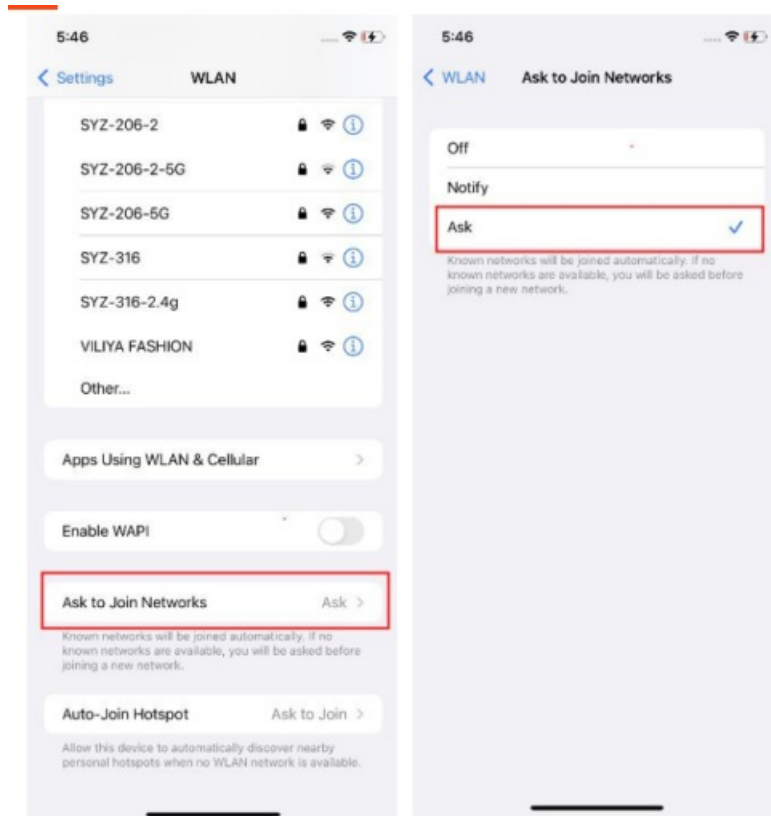 5:46
Settings WLAN
SYZ-206-2
SYZ-206-2-5G
SYZ-206-5G
SYZ-316
SYZ-316-2.4g
VILIYA FASHION
Other...
Apps Using WLAN & Cellular
Enable WAPI
Ask to Join Networks Ask
Known networks will be joined automatically. If no
known networks are available, you will be asked before
joining a new network.
Auto-Join Hotspot Ask to Join
Allow this device to automatically discover nearby
personal hotspots when no WLAN network is available.
5:46
WLAN Ask to Join Networks
Off
Notify
Ask
Known networks will be joined automatically. If no
known networks are available, you will be asked before
joining a new network.